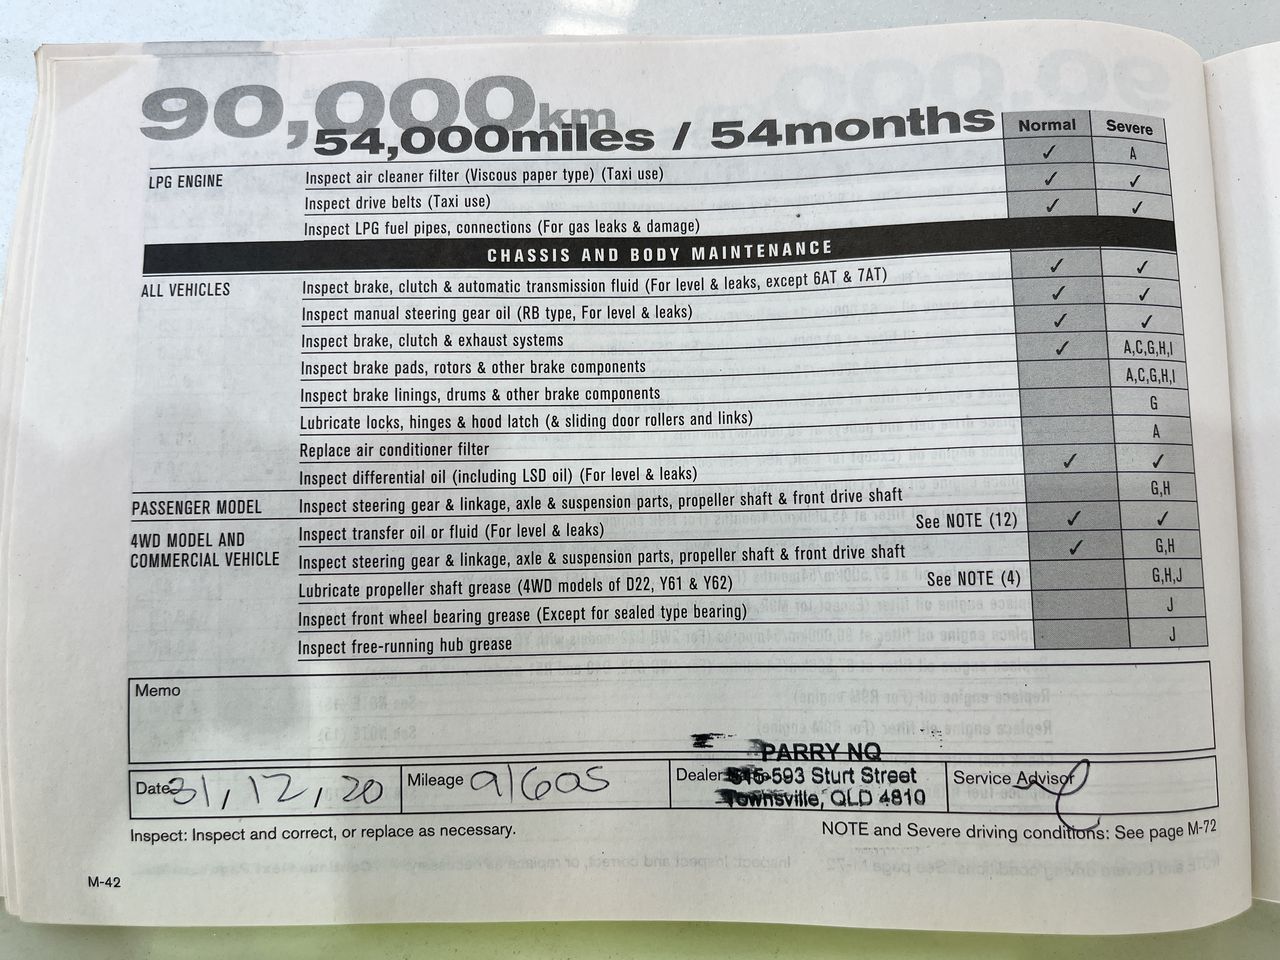 90,000km
54,000miles / 54months
Normal Severe
LPG ENGINE Inspect air cleaner filter (Viscous paper type) (Taxi use) ✓ A
Inspect drive belts (Taxi use) ✓ ✓
Inspect LPG fuel pipes, connections (For gas leaks & damage) ✓ ✓
CHASSIS AND BODY MAINTENANCE
ALL VEHICLES Inspect brake, clutch & automatic transmission fluid (For level & leaks, except 6AT & 7AT) ✓ ✓
Inspect manual steering gear oil (RB type, For level & leaks) ✓ ✓
Inspect brake, clutch & exhaust systems ✓ ✓
Inspect brake pads, rotors & other brake components ✓ A,C,G,H,I
Inspect brake linings, drums & other brake components A,C,G,H,I
Lubricate locks, hinges & hood latch (& sliding door rollers and links) G
Replace air conditioner filter A
Inspect differential oil (including LSD oil) (For level & leaks) ✓ ✓
PASSENGER MODEL Inspect steering gear & linkage, axle & suspension parts, propeller shaft & front drive shaft G,H
4WD MODEL AND COMMERCIAL VEHICLE Inspect transfer oil or fluid (For level & leaks) See NOTE (12) ✓ ✓
Inspect steering gear & linkage, axle & suspension parts, propeller shaft & front drive shaft ✓ G,H
Lubricate propeller shaft grease (4WD models of D22, Y61 & Y62) See NOTE (4) G,H,J
Inspect front wheel bearing grease (Except for sealed type bearing) J
Inspect free-running hub grease J
Memo
PARRY NQ
Date 31, 12, 20 Mileage 91605 Dealer 515-593 Sturt Street Service Advisor
Townsville, QLD 4810
Inspect: Inspect and correct, or replace as necessary. NOTE and Severe driving conditions: See page M-72
M-42